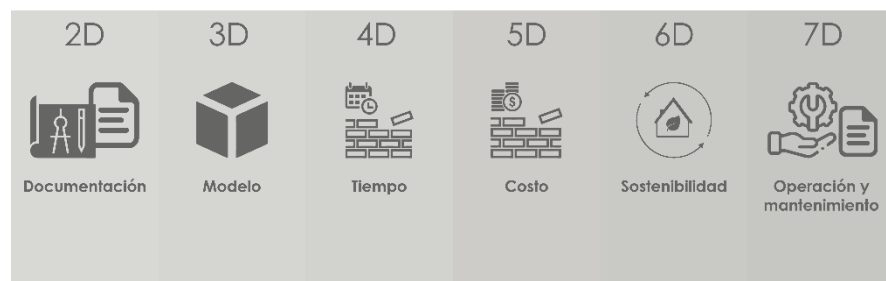 2D
3D
4D
5D
6D
7D
$
Documentación
Modelo
Tiempo
Costo
Sostenibilidad
Operación y
mantenimiento